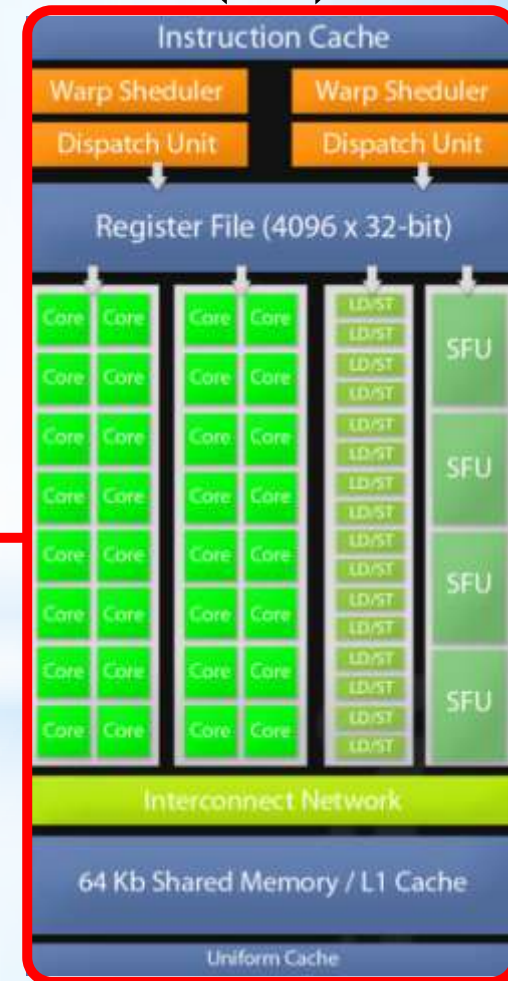 Instruction Cache
Warp Sheduler Warp Sheduler
Dispatch Unit Dispatch Unit
Register File (4096 x 32-bit)
Core Core Core Core LD/ST
LD/ST
SFU
Core Core Core Core LD/ST
LD/ST
Core Core Core Core LD/ST
LD/ST
SFU
Core Core Core Core LD/ST
LD/ST
Core Core Core Core LD/ST
LD/ST
SFU
Core Core Core Core LD/ST
LD/ST
Core Core Core Core LD/ST
LD/ST
SFU
Core Core Core Core LD/ST
LD/ST
Interconnect Network
64 Kb Shared Memory / L1 Cache
Uniform Cache